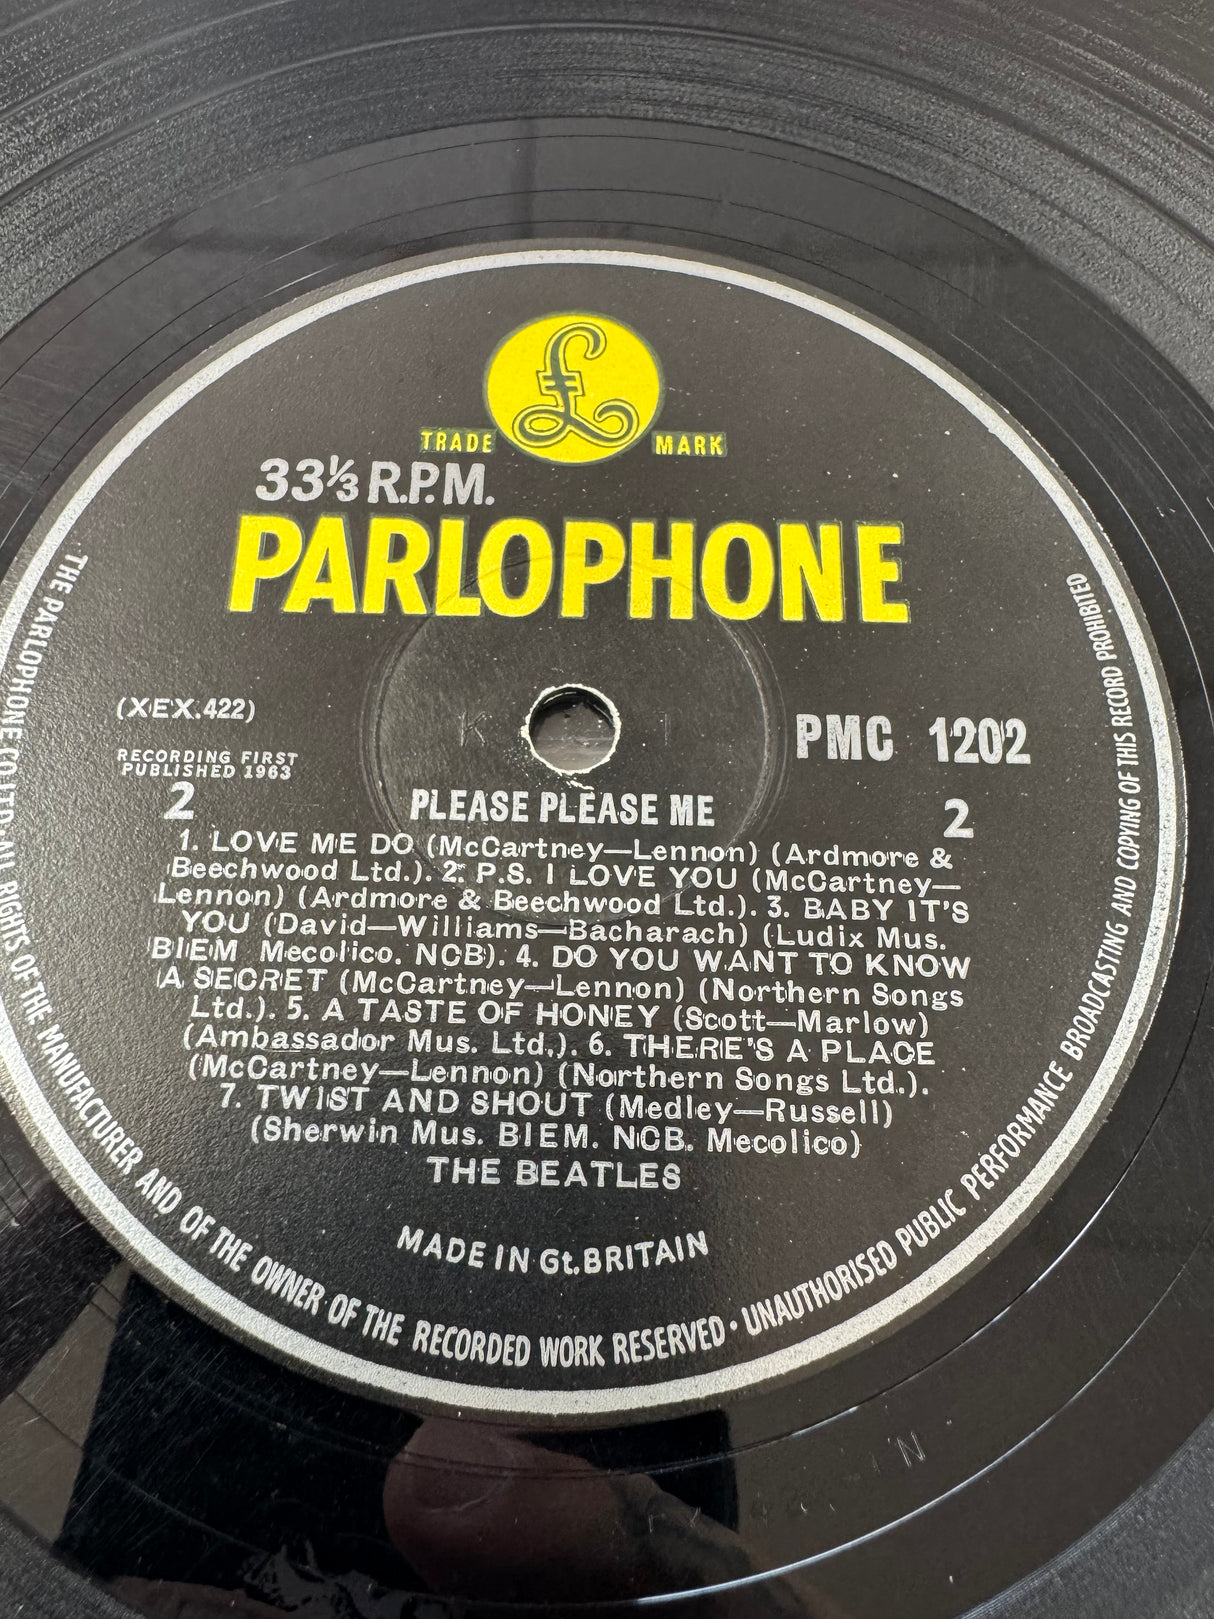 £
TRADE MARK
33⅓ R.P.M.
PARLOPHONE
(XEX.422)
PMC 1202
RECORDING FIRST
PUBLISHED 1963
2 PLEASE PLEASE ME 2
1. LOVE ME DO (McCartney—Lennon) (Ardmore &
Beechwood Ltd.). 2. P.S. I LOVE YOU (McCartney—
Lennon) (Ardmore & Beechwood Ltd.). 3. BABY IT'S
YOU (David—Williams—Bacharach) (Ludix Mus.
BIEM Mecolico. NCB). 4. DO YOU WANT TO KNOW
A SECRET (McCartney—Lennon) (Northern Songs
Ltd.). 5. A TASTE OF HONEY (Scott—Marlow)
(Ambassador Mus. Ltd.). 6. THERE'S A PLACE
(McCartney—Lennon) (Northern Songs Ltd.).
7. TWIST AND SHOUT (Medley—Russell)
(Sherwin Mus. BIEM. NCB. Mecolico)
THE BEATLES
MADE IN Gt. BRITAIN
THE PARLOPHONE CO LTD. ALL RIGHTS OF THE MANUFACTURER AND OF THE OWNER OF THE RECORDED WORK RESERVED • UNAUTHORISED PUBLIC PERFORMANCE BROADCASTING AND COPYING OF THIS RECORD PROHIBITED